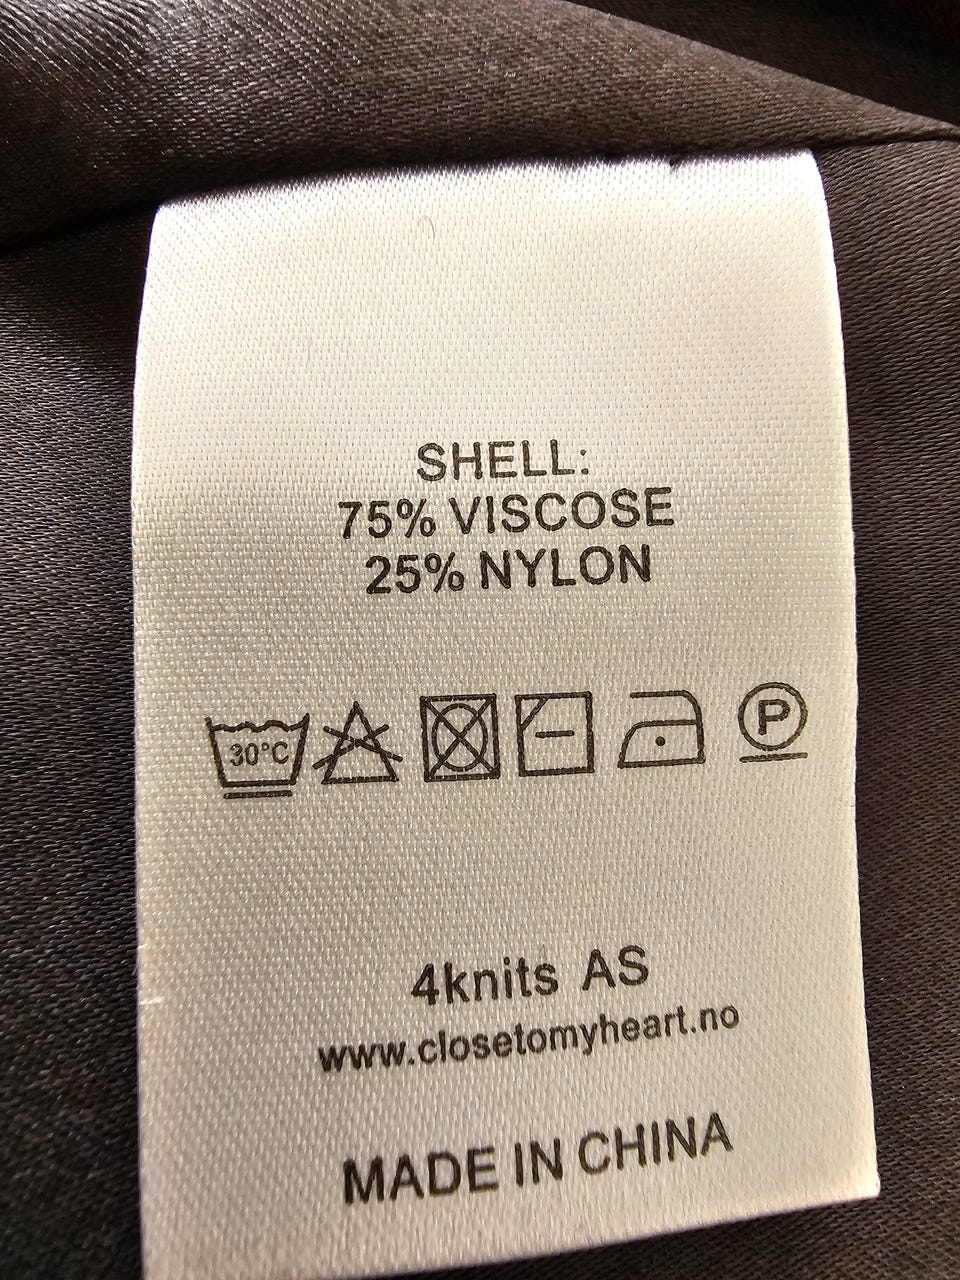 SHELL:
75% VISCOSE
25% NYLON
30°C
P
4knits AS
www.closetomyheart.no
MADE IN CHINA